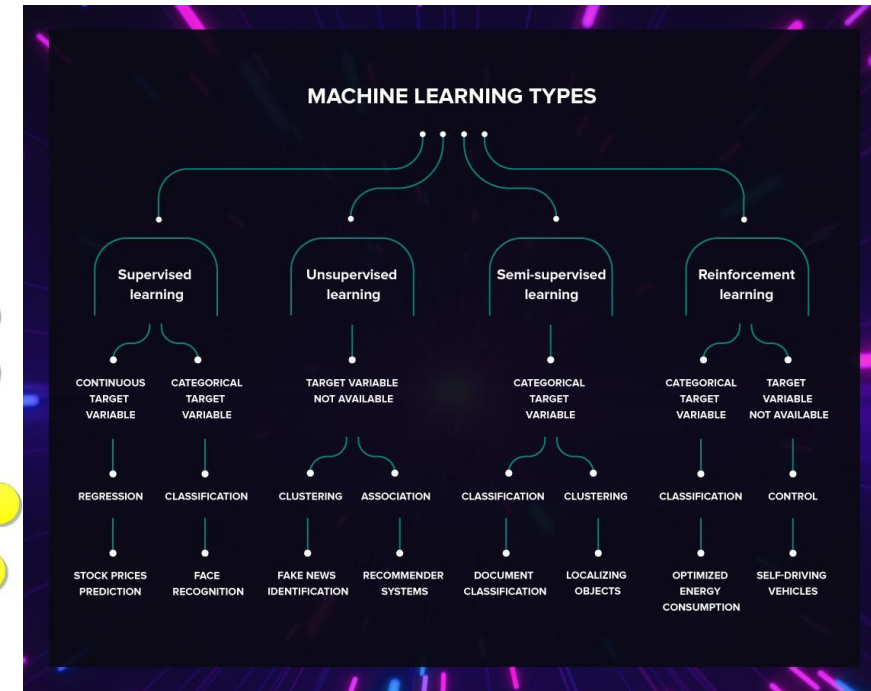 MACHINE LEARNING TYPES
Supervised
learning
Unsupervised
learning
Semi-supervised
learning
Reinforcement
learning
CONTINUOUS
TARGET
VARIABLE
CATEGORICAL
TARGET
VARIABLE
TARGET VARIABLE
NOT AVAILABLE
CATEGORICAL
TARGET
VARIABLE
CATEGORICAL
TARGET
VARIABLE
TARGET
VARIABLE
NOT AVAILABLE
REGRESSION
CLASSIFICATION
CLUSTERING
ASSOCIATION
CLASSIFICATION
CLUSTERING
CLASSIFICATION
CONTROL
STOCK PRICES
PREDICTION
FACE
RECOGNITION
FAKE NEWS
IDENTIFICATION
RECOMMENDER
SYSTEMS
DOCUMENT
CLASSIFICATION
LOCALIZING
OBJECTS
OPTIMIZED
ENERGY
CONSUMPTION
SELF-DRIVING
VEHICLES